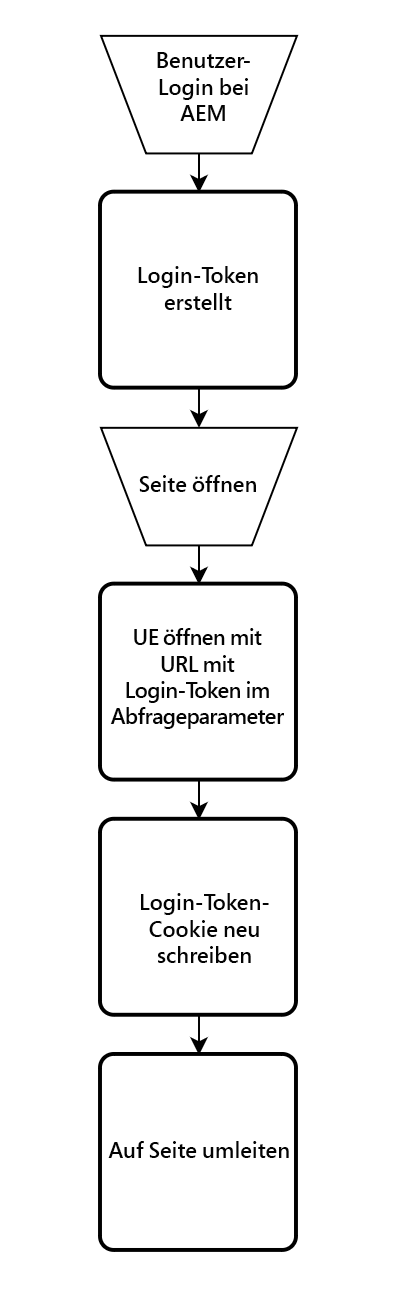 Benutzer-
Login bei
AEM
Login-Token
erstellt
Seite öffnen
UE öffnen mit
URL mit
Login-Token im
Abfrageparameter
Login-Token-
Cookie neu
schreiben
Auf Seite umleiten